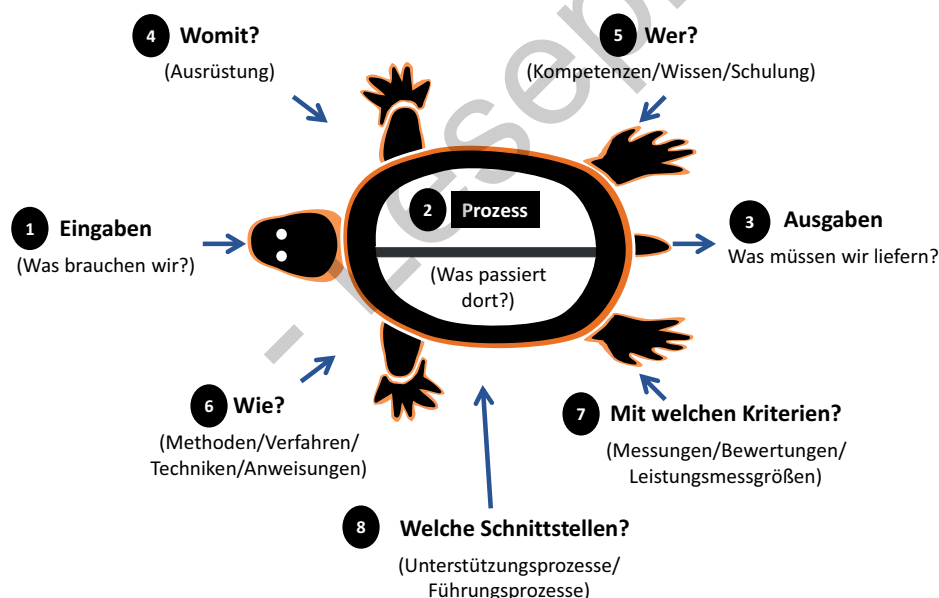 4 Womit?
(Ausrüstung)
5 Wer?
(Kompetenzen/Wissen/Schulung)
1 Eingaben
(Was brauchen wir?)
2 Prozess
(Was passiert
dort?)
3 Ausgaben
Was müssen wir liefern?
6 Wie?
(Methoden/Verfahren/
Techniken/Anweisungen)
7 Mit welchen Kriterien?
(Messungen/Bewertungen/
Leistungsmessgrößen)
8 Welche Schnittstellen?
(Unterstützungsprozesse/
Führungsprozesse)
- Lesep